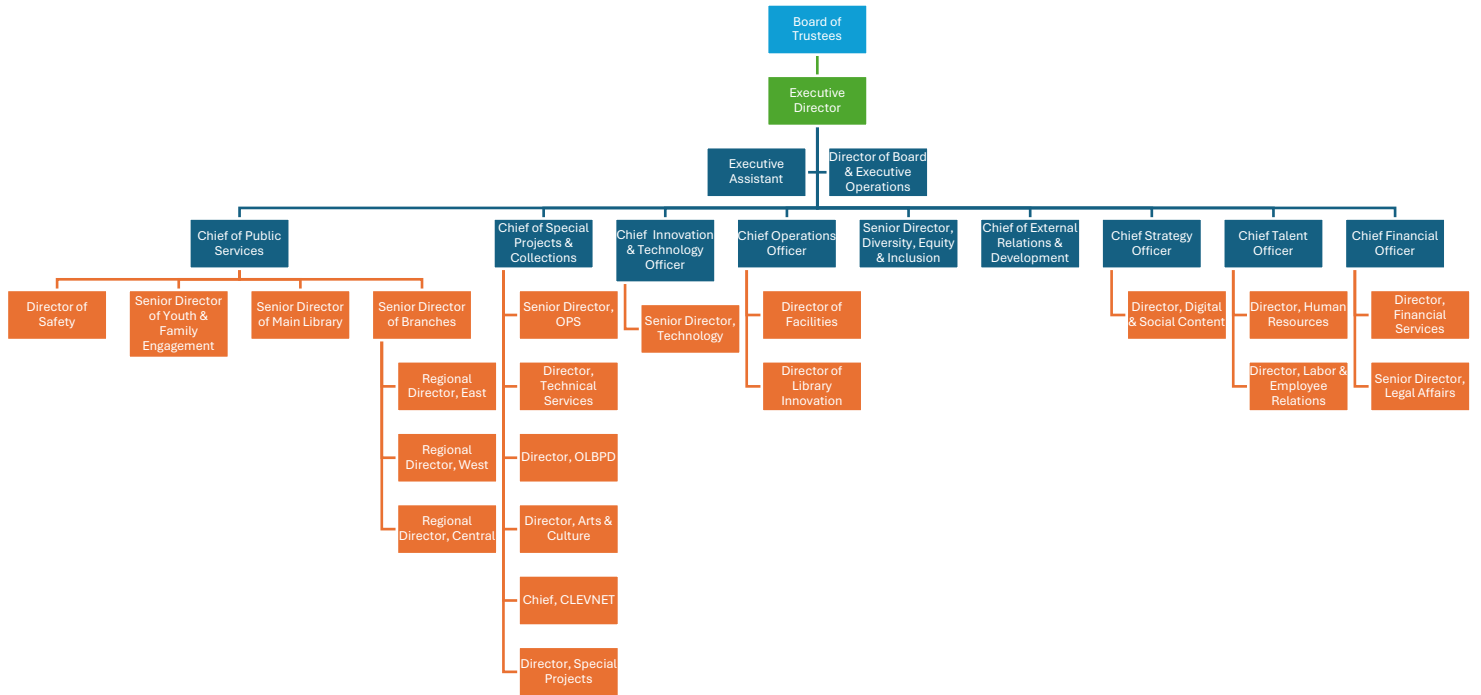 Board of
Trustees
Executive
Director
Executive
Assistant
Director of Board
& Executive
Operations
Chief of Public
Services
Chief of Special
Projects &
Collections
Chief Innovation
& Technology
Officer
Chief Operations
Officer
Senior Director,
Diversity, Equity
& Inclusion
Chief of External
Relations &
Development
Chief Strategy
Officer
Chief Talent
Officer
Chief Financial
Officer
Director of
Safety
Senior Director
of Youth &
Family
Engagement
Senior Director
of Main Library
Senior Director
of Branches
Regional
Director, East
Regional
Director, West
Regional
Director, Central
Senior Director,
OPS
Director,
Technical
Services
Director, OLBPD
Director, Arts &
Culture
Chief, CLEVNET
Director, Special
Projects
Senior Director,
Technology
Director of
Facilities
Director of
Library
Innovation
Director, Digital
& Social Content
Director, Human
Resources
Director, Labor &
Employee
Relations
Director,
Financial
Services
Senior Director,
Legal Affairs